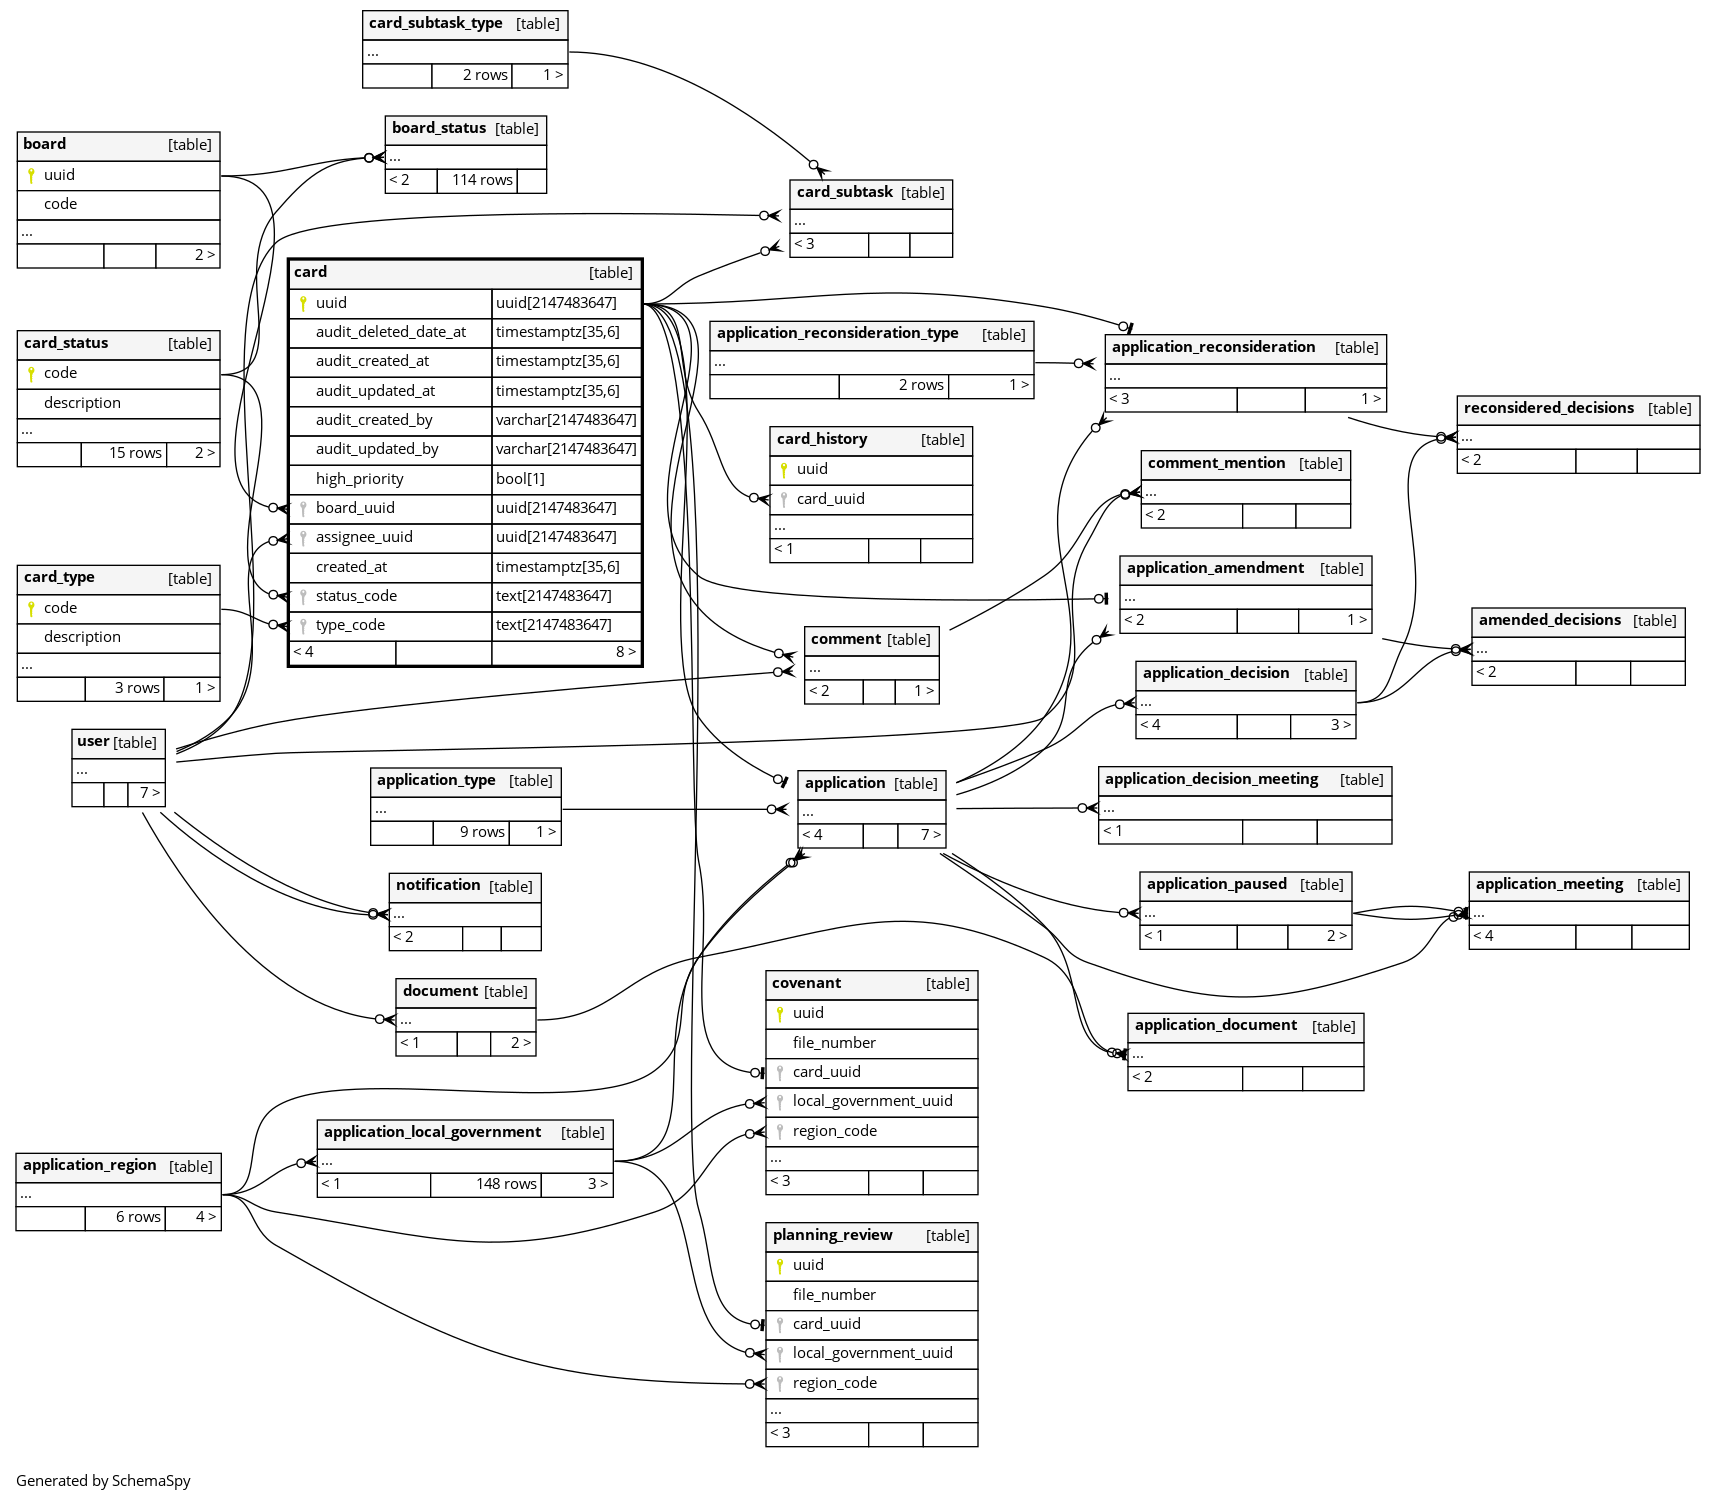 card_subtask_type [table]
...
2 rows 1 >
board [table]
uuid
code
...
2 >
board_status [table]
...
< 2 114 rows
card_subtask [table]
...
< 3
card_status [table]
code
description
...
15 rows 2 >
card [table]
uuid uuid[2147483647]
audit_deleted_date_at timestamptz[35,6]
audit_created_at timestamptz[35,6]
audit_updated_at timestamptz[35,6]
audit_created_by varchar[2147483647]
audit_updated_by varchar[2147483647]
high_priority bool[1]
board_uuid uuid[2147483647]
assignee_uuid uuid[2147483647]
created_at timestamptz[35,6]
status_code text[2147483647]
type_code text[2147483647]
< 4 8 >
application_reconsideration_type [table]
...
2 rows 1 >
application_reconsideration [table]
...
< 3 1 >
reconsidered_decisions [table]
...
< 2
card_history [table]
uuid
card_uuid
...
< 1
comment_mention [table]
...
< 2
card_type [table]
code
description
...
3 rows 1 >
application_amendment [table]
...
< 2 1 >
comment [table]
...
< 2 1 >
amended_decisions [table]
...
< 2
application_decision [table]
...
< 4 3 >
user [table]
...
7 >
application_type [table]
...
9 rows 1 >
application [table]
...
< 4 7 >
application_decision_meeting [table]
...
< 1
notification [table]
...
< 2
application_paused [table]
...
< 1 2 >
application_meeting [table]
...
< 4
document [table]
...
< 1 2 >
covenant [table]
uuid
file_number
card_uuid
local_government_uuid
region_code
...
< 3
application_document [table]
...
< 2
application_local_government [table]
...
< 1 148 rows 3 >
application_region [table]
...
6 rows 4 >
planning_review [table]
uuid
file_number
card_uuid
local_government_uuid
region_code
...
< 3
Generated by SchemaSpy